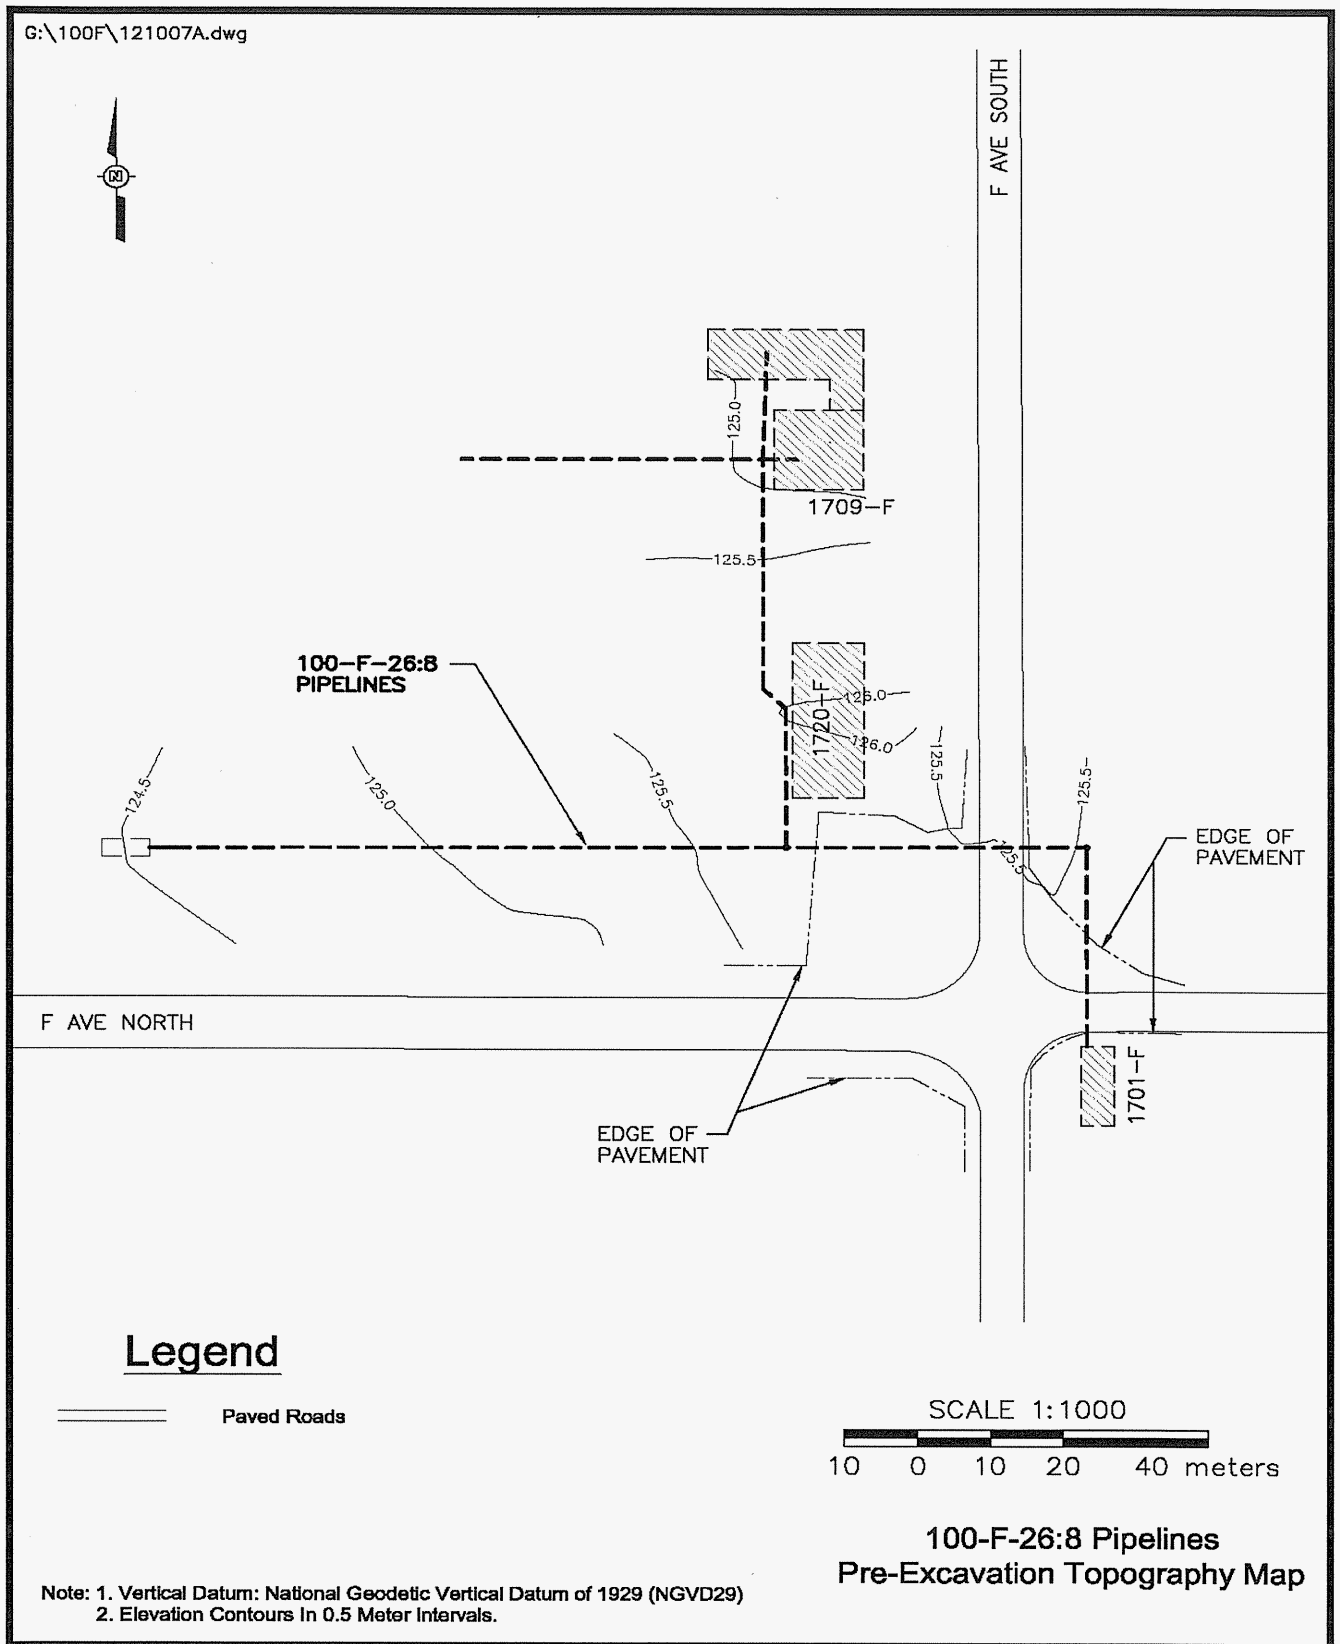 G:\100F\121007A.dwg
N
F AVE SOUTH
125.0
1709-F
125.5
100-F-26:8
PIPELINES
1720-F
126.0
126.0
124.5
125.0
125.5
125.5
125.5
125.5
EDGE OF
PAVEMENT
F AVE NORTH
1701-F
EDGE OF
PAVEMENT
Legend
Paved Roads
SCALE 1:1000
10 0 10 20 40 meters
100-F-26:8 Pipelines
Pre-Excavation Topography Map
Note: 1. Vertical Datum: National Geodetic Vertical Datum of 1929 (NGVD29)
2. Elevation Contours In 0.5 Meter Intervals.